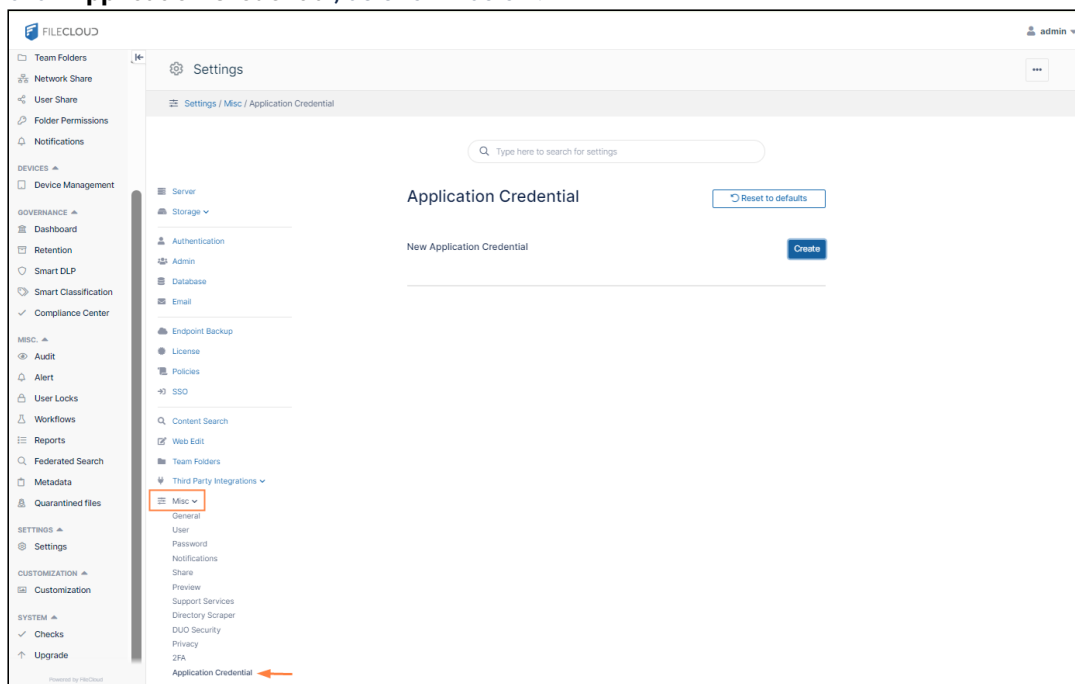 FILECLOUD
admin
Team Folders
Network Share
User Share
Folder Permissions
Notifications
DEVICES
Device Management
GOVERNANCE
Dashboard
Retention
Smart DLP
Smart Classification
Compliance Center
MISC.
Audit
Alert
User Locks
Workflows
Reports
Federated Search
Metadata
Quarantined files
SETTINGS
Settings
CUSTOMIZATION
Customization
SYSTEM
Checks
Upgrade
Powered by FileCloud
Settings
Settings / Misc / Application Credential
Type here to search for settings
Server
Storage
Authentication
Admin
Database
Email
Endpoint Backup
License
Policies
SSO
Content Search
Web Edit
Team Folders
Third Party Integrations
Misc
General
User
Password
Notifications
Share
Preview
Support Services
Directory Scraper
DUO Security
Privacy
2FA
Application Credential
Application Credential
Reset to defaults
New Application Credential
Create